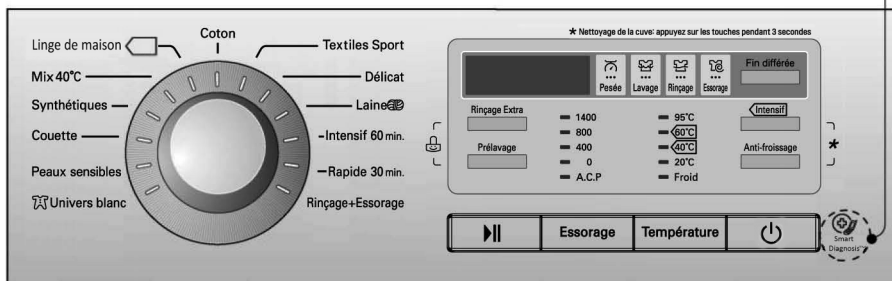 Linge de maison
Coton
Textiles Sport
Mix 40°C
Délicat
Synthétiques
Laine
Couette
Intensif 60 min.
Peaux sensibles
Rapide 30 min.
Univers blanc
Rinçage+Essorage
* Nettoyage de la cuve: appuyez sur les touches pendant 3 secondes
Pesée
Lavage
Rinçage
Essorage
Fin différée
Rinçage Extra
Prélavage
1400
800
400
0
A.C.P
95°C
60°C
40°C
20°C
Froid
Intensif
Anti-froissage
*
Essorage
Température
Smart
Diagnosis™